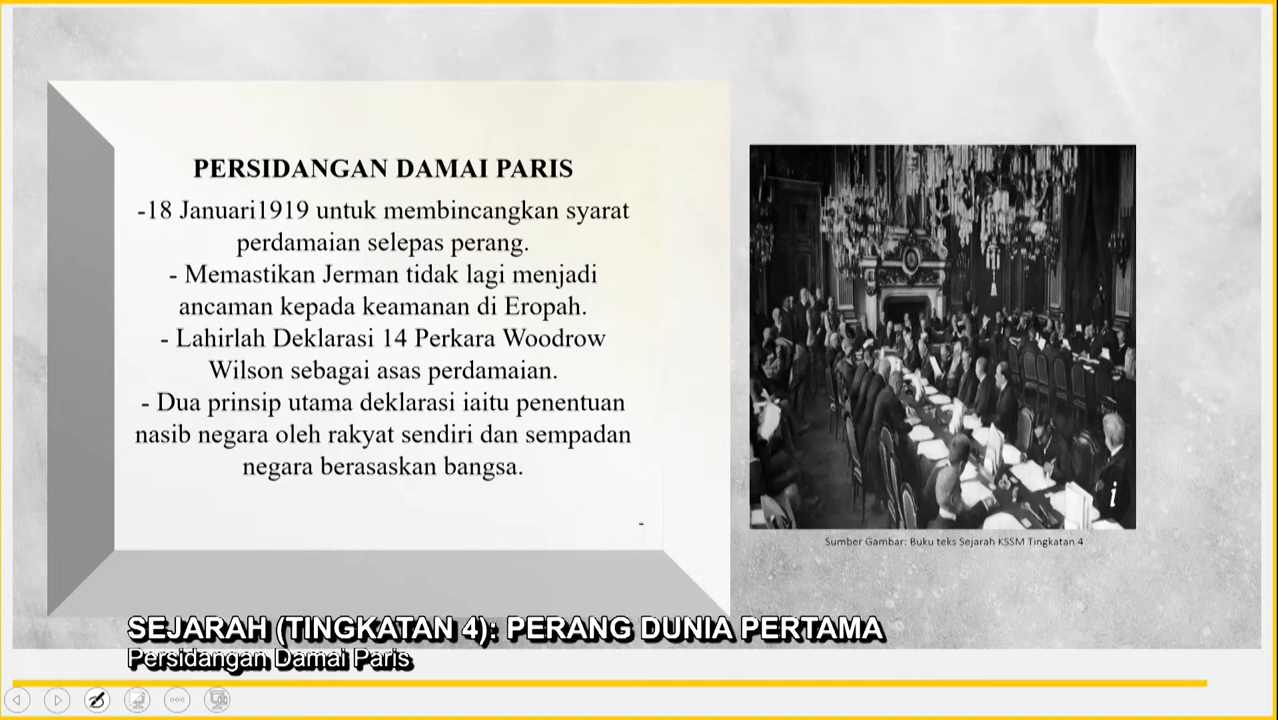 PERSIDANGAN DAMAI PARIS
-18 Januari1919 untuk membincangkan syarat
perdamaian selepas perang.
- Memastikan Jerman tidak lagi menjadi
ancaman kepada keamanan di Eropah.
- Lahirlah Deklarasi 14 Perkara Woodrow
Wilson sebagai asas perdamaian.
- Dua prinsip utama deklarasi iaitu penentuan
nasib negara oleh rakyat sendiri dan sempadan
negara berasaskan bangsa.
-
Sumber Gambar: Buku teks Sejarah KSSM Tingkatan 4
SEJARAH (TINGKATAN 4): PERANG DUNIA PERTAMA
Persidangan Damai Paris